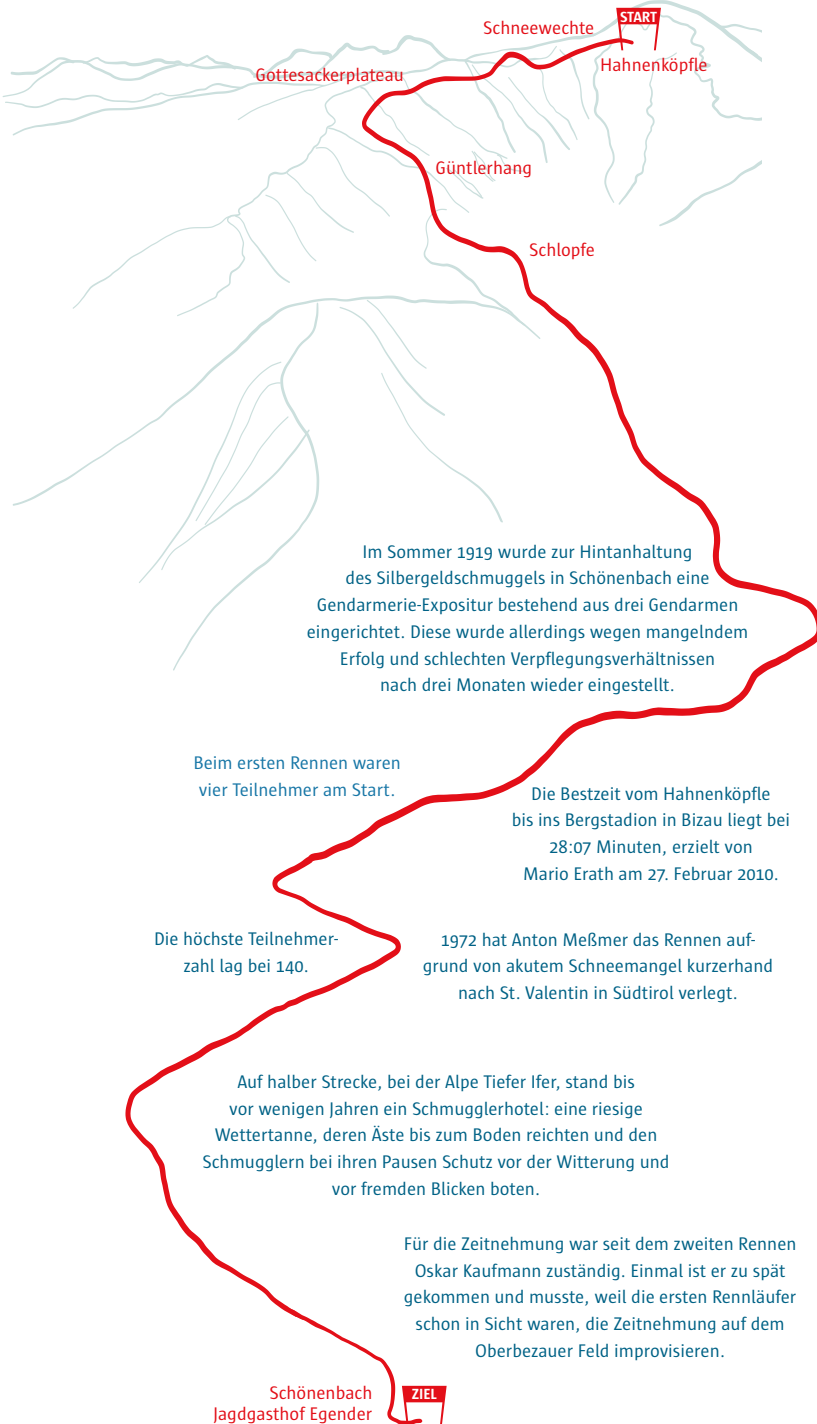 START
Schneewechte
Hahnenköpfle
Gottesackerplateau
Güntlerhang
Schlopfe
Im Sommer 1919 wurde zur Hintanhaltung
des Silbergeldschmuggels in Schönenbach eine
Gendarmerie-Expositur bestehend aus drei Gendarmen
eingerichtet. Diese wurde allerdings wegen mangelndem
Erfolg und schlechten Verpflegungsverhältnissen
nach drei Monaten wieder eingestellt.
Beim ersten Rennen waren
vier Teilnehmer am Start.
Die Bestzeit vom Hahnenköpfle
bis ins Bergstadion in Bizau liegt bei
28:07 Minuten, erzielt von
Mario Erath am 27. Februar 2010.
Die höchste Teilnehmer-
zahl lag bei 140.
1972 hat Anton Meßmer das Rennen auf-
grund von akutem Schneemangel kurzerhand
nach St. Valentin in Südtirol verlegt.
Auf halber Strecke, bei der Alpe Tiefer Ifer, stand bis
vor wenigen Jahren ein Schmugglerhotel: eine riesige
Wettertanne, deren Äste bis zum Boden reichten und den
Schmugglern bei ihren Pausen Schutz vor der Witterung und
vor fremden Blicken boten.
Für die Zeitnehmung war seit dem zweiten Rennen
Oskar Kaufmann zuständig. Einmal ist er zu spät
gekommen und musste, weil die ersten Rennläufer
schon in Sicht waren, die Zeitnehmung auf dem
Oberbezauer Feld improvisieren.
Schönenbach
Jagdgasthof Egender
ZIEL